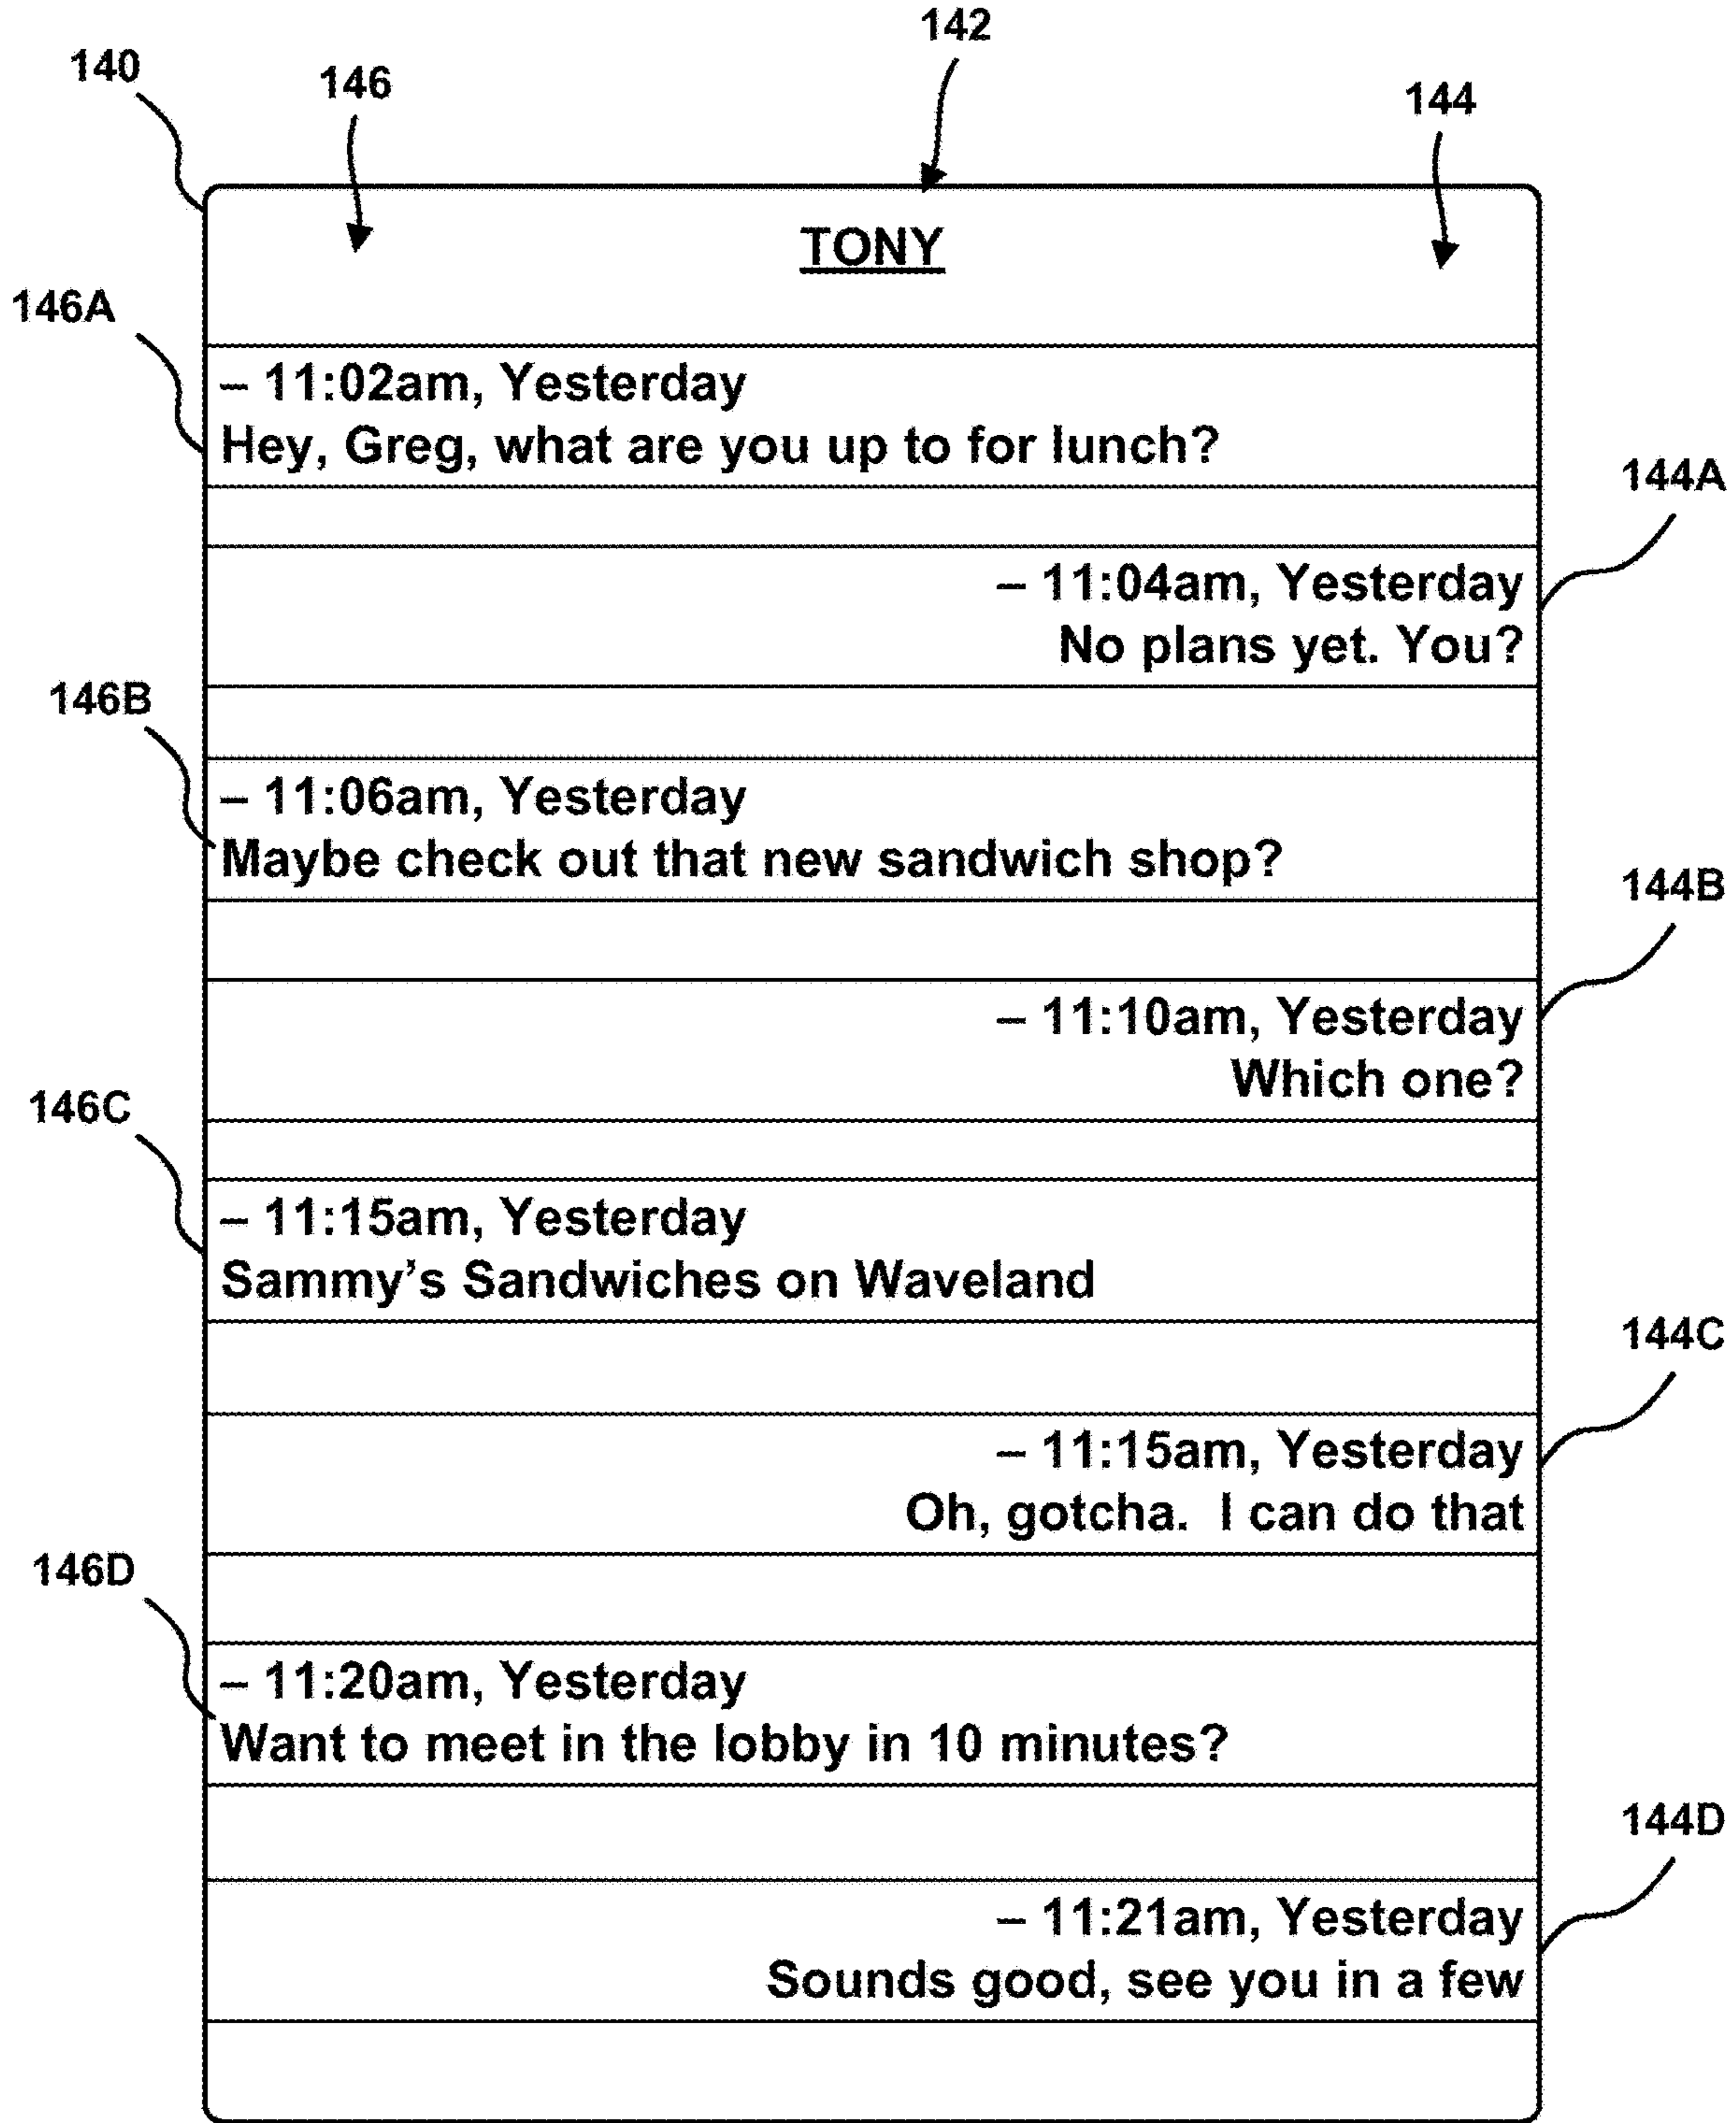 142
140
146
144
TONY
146A
– 11:02am, Yesterday
Hey, Greg, what are you up to for lunch?
144A
– 11:04am, Yesterday
No plans yet. You?
146B
– 11:06am, Yesterday
Maybe check out that new sandwich shop?
144B
– 11:10am, Yesterday
Which one?
146C
– 11:15am, Yesterday
Sammy’s Sandwiches on Waveland
144C
– 11:15am, Yesterday
Oh, gotcha.  I can do that
146D
– 11:20am, Yesterday
Want to meet in the lobby in 10 minutes?
144D
– 11:21am, Yesterday
Sounds good, see you in a few